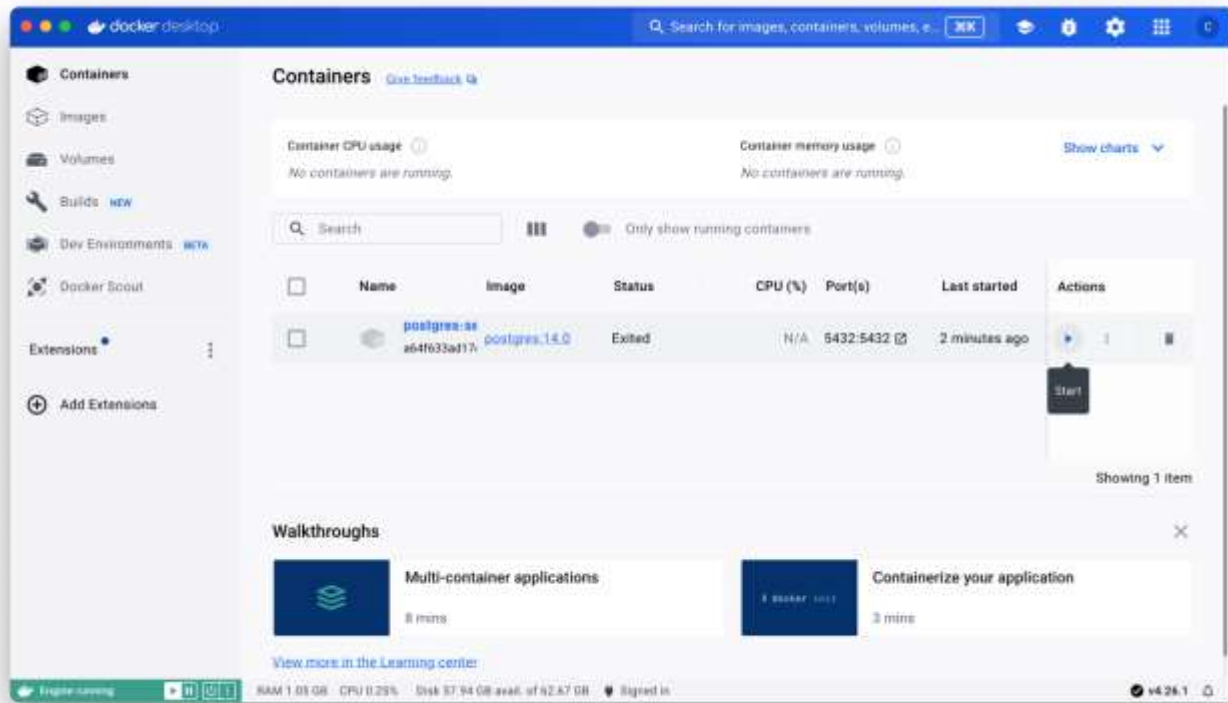 docker desktop
Search for images, containers, volumes, e... ⌘K
C
Containers
Images
Volumes
Builds NEW
Dev Environments BETA
Docker Scout
Extensions
Add Extensions
Containers Give feedback
Container CPU usage
No containers are running.
Container memory usage
No containers are running.
Show charts
Search
Only show running containers
Name Image Status CPU (%) Port(s) Last started Actions
postgres-se
postgres:14.0 Exited N/A 5432:5432 2 minutes ago
Start
Showing 1 item
Walkthroughs
Multi-container applications
8 mins
$ docker init
Containerize your application
3 mins
View more in the Learning center
Engine running
RAM 1.05 GB CPU 0.25% Disk 57.94 GB avail. of 62.67 GB Signed in
v4.26.1